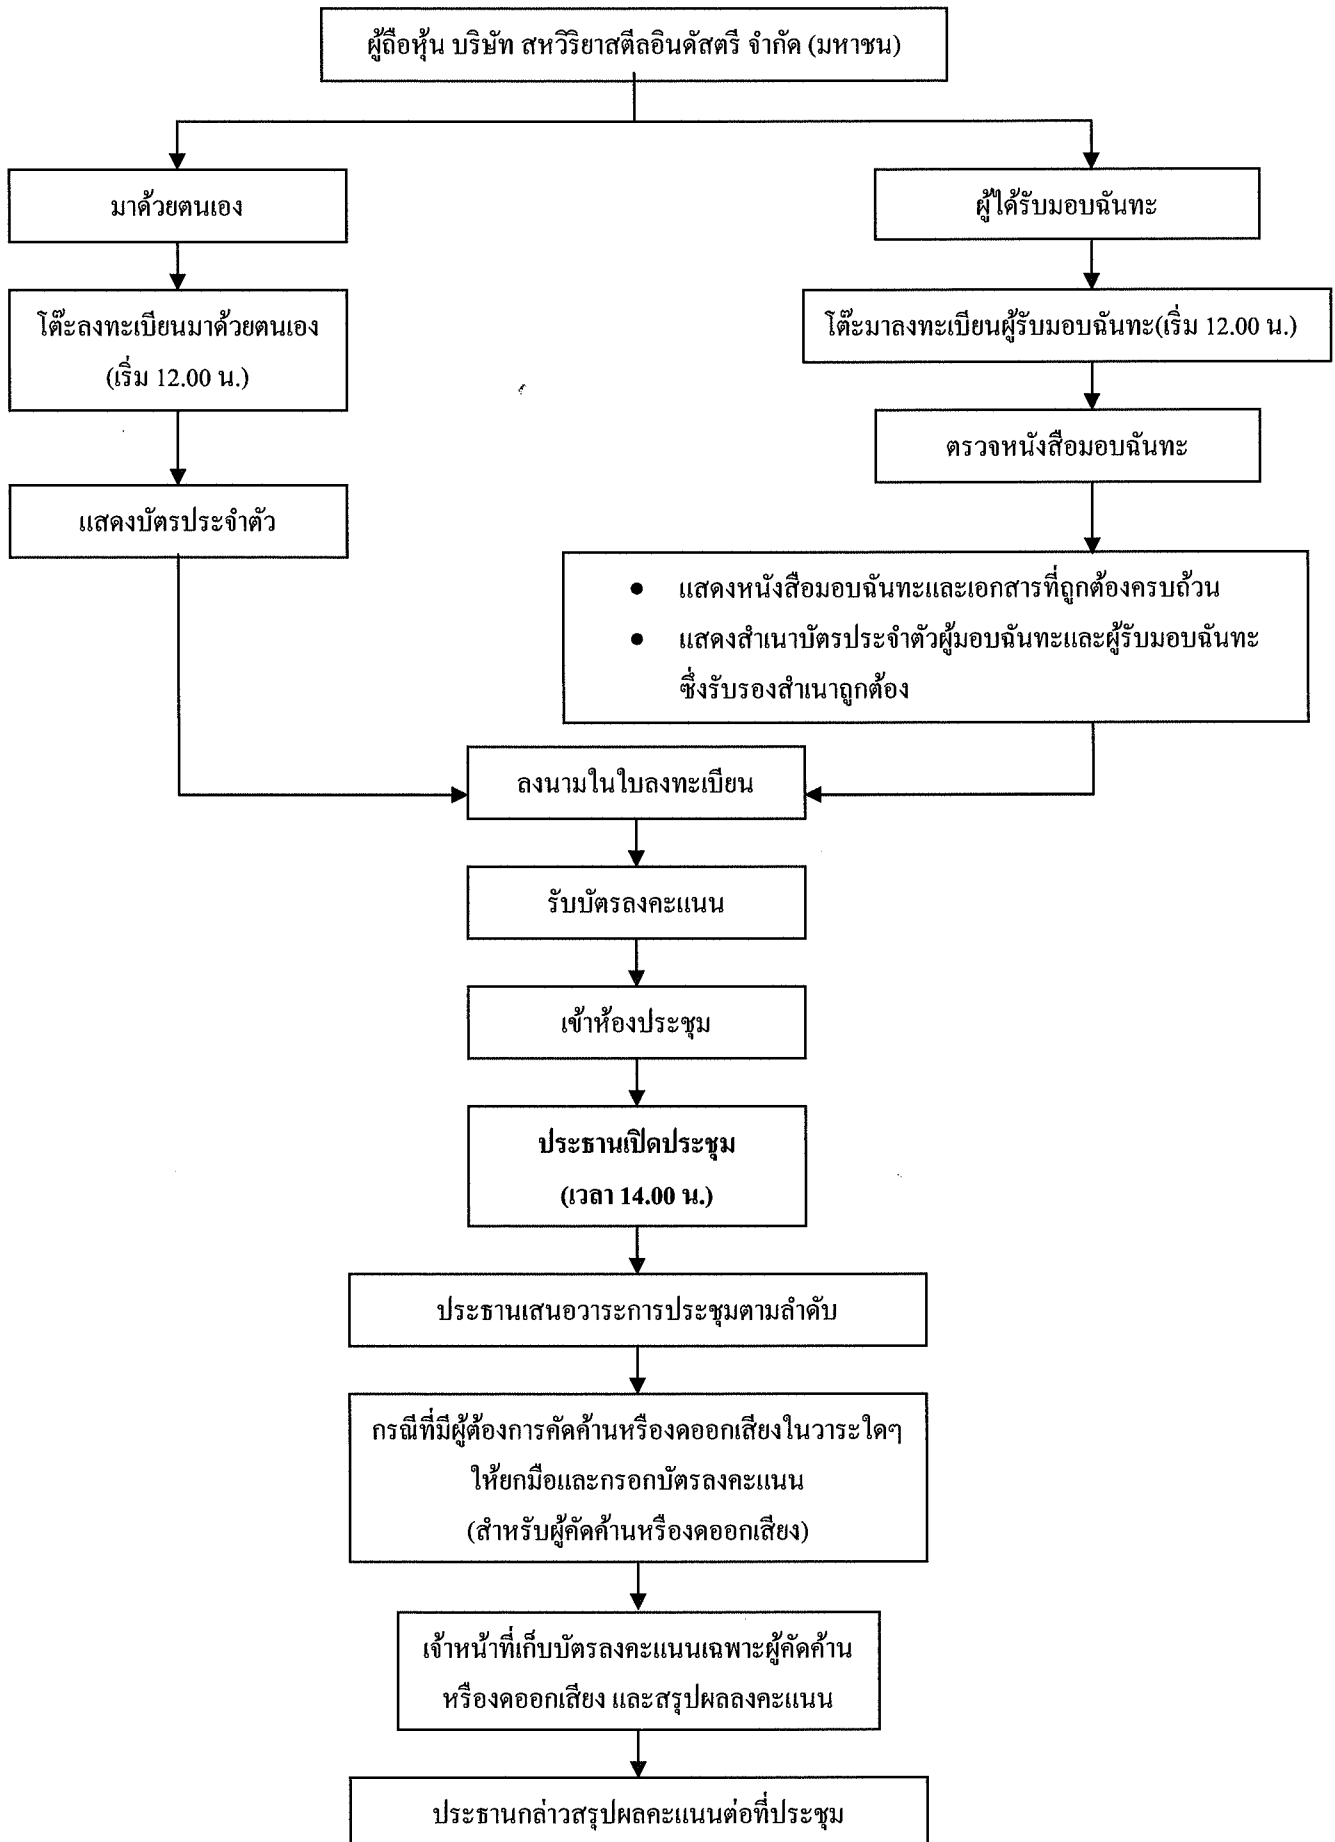 ผู้ถือหุ้น บริษัท สหวิริยาสตีลอินดัสตรี จำกัด (มหาชน)
มาด้วยตนเอง
ผู้ได้รับมอบฉันทะ
โต๊ะลงทะเบียนมาด้วยตนเอง
(เริ่ม 12.00 น.)
โต๊ะมาลงทะเบียนผู้รับมอบฉันทะ(เริ่ม 12.00 น.)
ตรวจหนังสือมอบฉันทะ
แสดงบัตรประจำตัว
• แสดงหนังสือมอบฉันทะและเอกสารที่ถูกต้องครบถ้วน
• แสดงสำเนาบัตรประจำตัวผู้มอบฉันทะและผู้รับมอบฉันทะ
ซึ่งรับรองสำเนาถูกต้อง
ลงนามในใบลงทะเบียน
รับบัตรลงคะแนน
เข้าห้องประชุม
ประธานเปิดประชุม
(เวลา 14.00 น.)
ประธานเสนอวาระการประชุมตามลำดับ
กรณีที่มีผู้ต้องการคัดค้านหรืองดออกเสียงในวาระใดๆ
ให้ยกมือและกรอกบัตรลงคะแนน
(สำหรับผู้คัดค้านหรืองดออกเสียง)
เจ้าหน้าที่เก็บบัตรลงคะแนนเฉพาะผู้คัดค้าน
หรืองดออกเสียง และสรุปผลลงคะแนน
ประธานกล่าวสรุปผลคะแนนต่อที่ประชุม